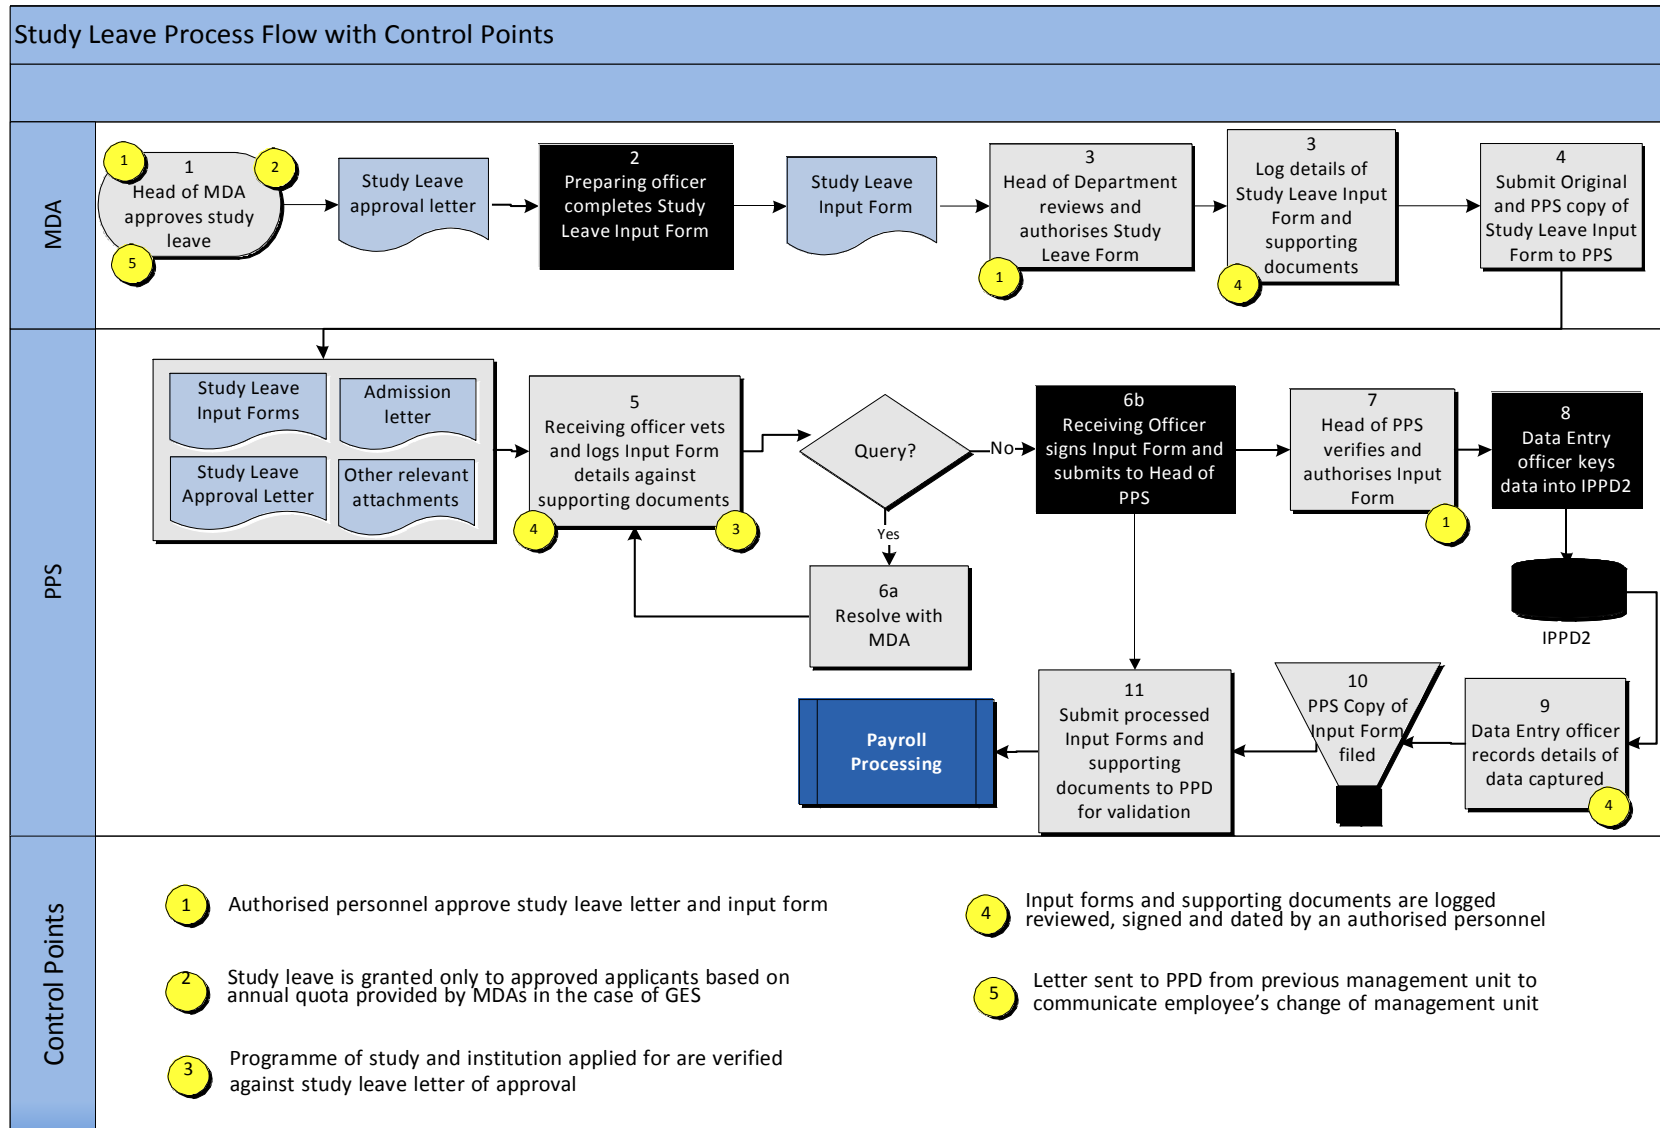 Study Leave Process Flow with Control Points
MDA
1
2
5
1
Head of MDA
approves study
leave
Study Leave
approval letter
2
Preparing officer
completes Study
Leave Input Form
Study Leave
Input Form
3
Head of Department
reviews and
authorises Study
Leave Form
1
3
Log details of
Study Leave Input
Form and
supporting
documents
4
4
Submit Original
and PPS copy of
Study Leave Input
Form to PPS
PPS
Study Leave
Input Forms
Admission
letter
Study Leave
Approval Letter
Other relevant
attachments
5
Receiving officer vets
and logs Input Form
details against
supporting documents
4
3
Query?
No
Yes
6a
Resolve with
MDA
6b
Receiving Officer
signs Input Form and
submits to Head of
PPS
7
Head of PPS
verifies and
authorises Input
Form
1
8
Data Entry
officer keys
data into IPPD2
IPPD2
9
Data Entry officer
records details of
data captured
4
10
PPS Copy of
Input Form
filed
11
Submit processed
Input Forms and
supporting
documents to PPD
for validation
Payroll
Processing
Control Points
1
Authorised personnel approve study leave letter and input form
2
Study leave is granted only to approved applicants based on
annual quota provided by MDAs in the case of GES
3
Programme of study and institution applied for are verified
against study leave letter of approval
4
Input forms and supporting documents are logged
reviewed, signed and dated by an authorised personnel
5
Letter sent to PPD from previous management unit to
communicate employee's change of management unit